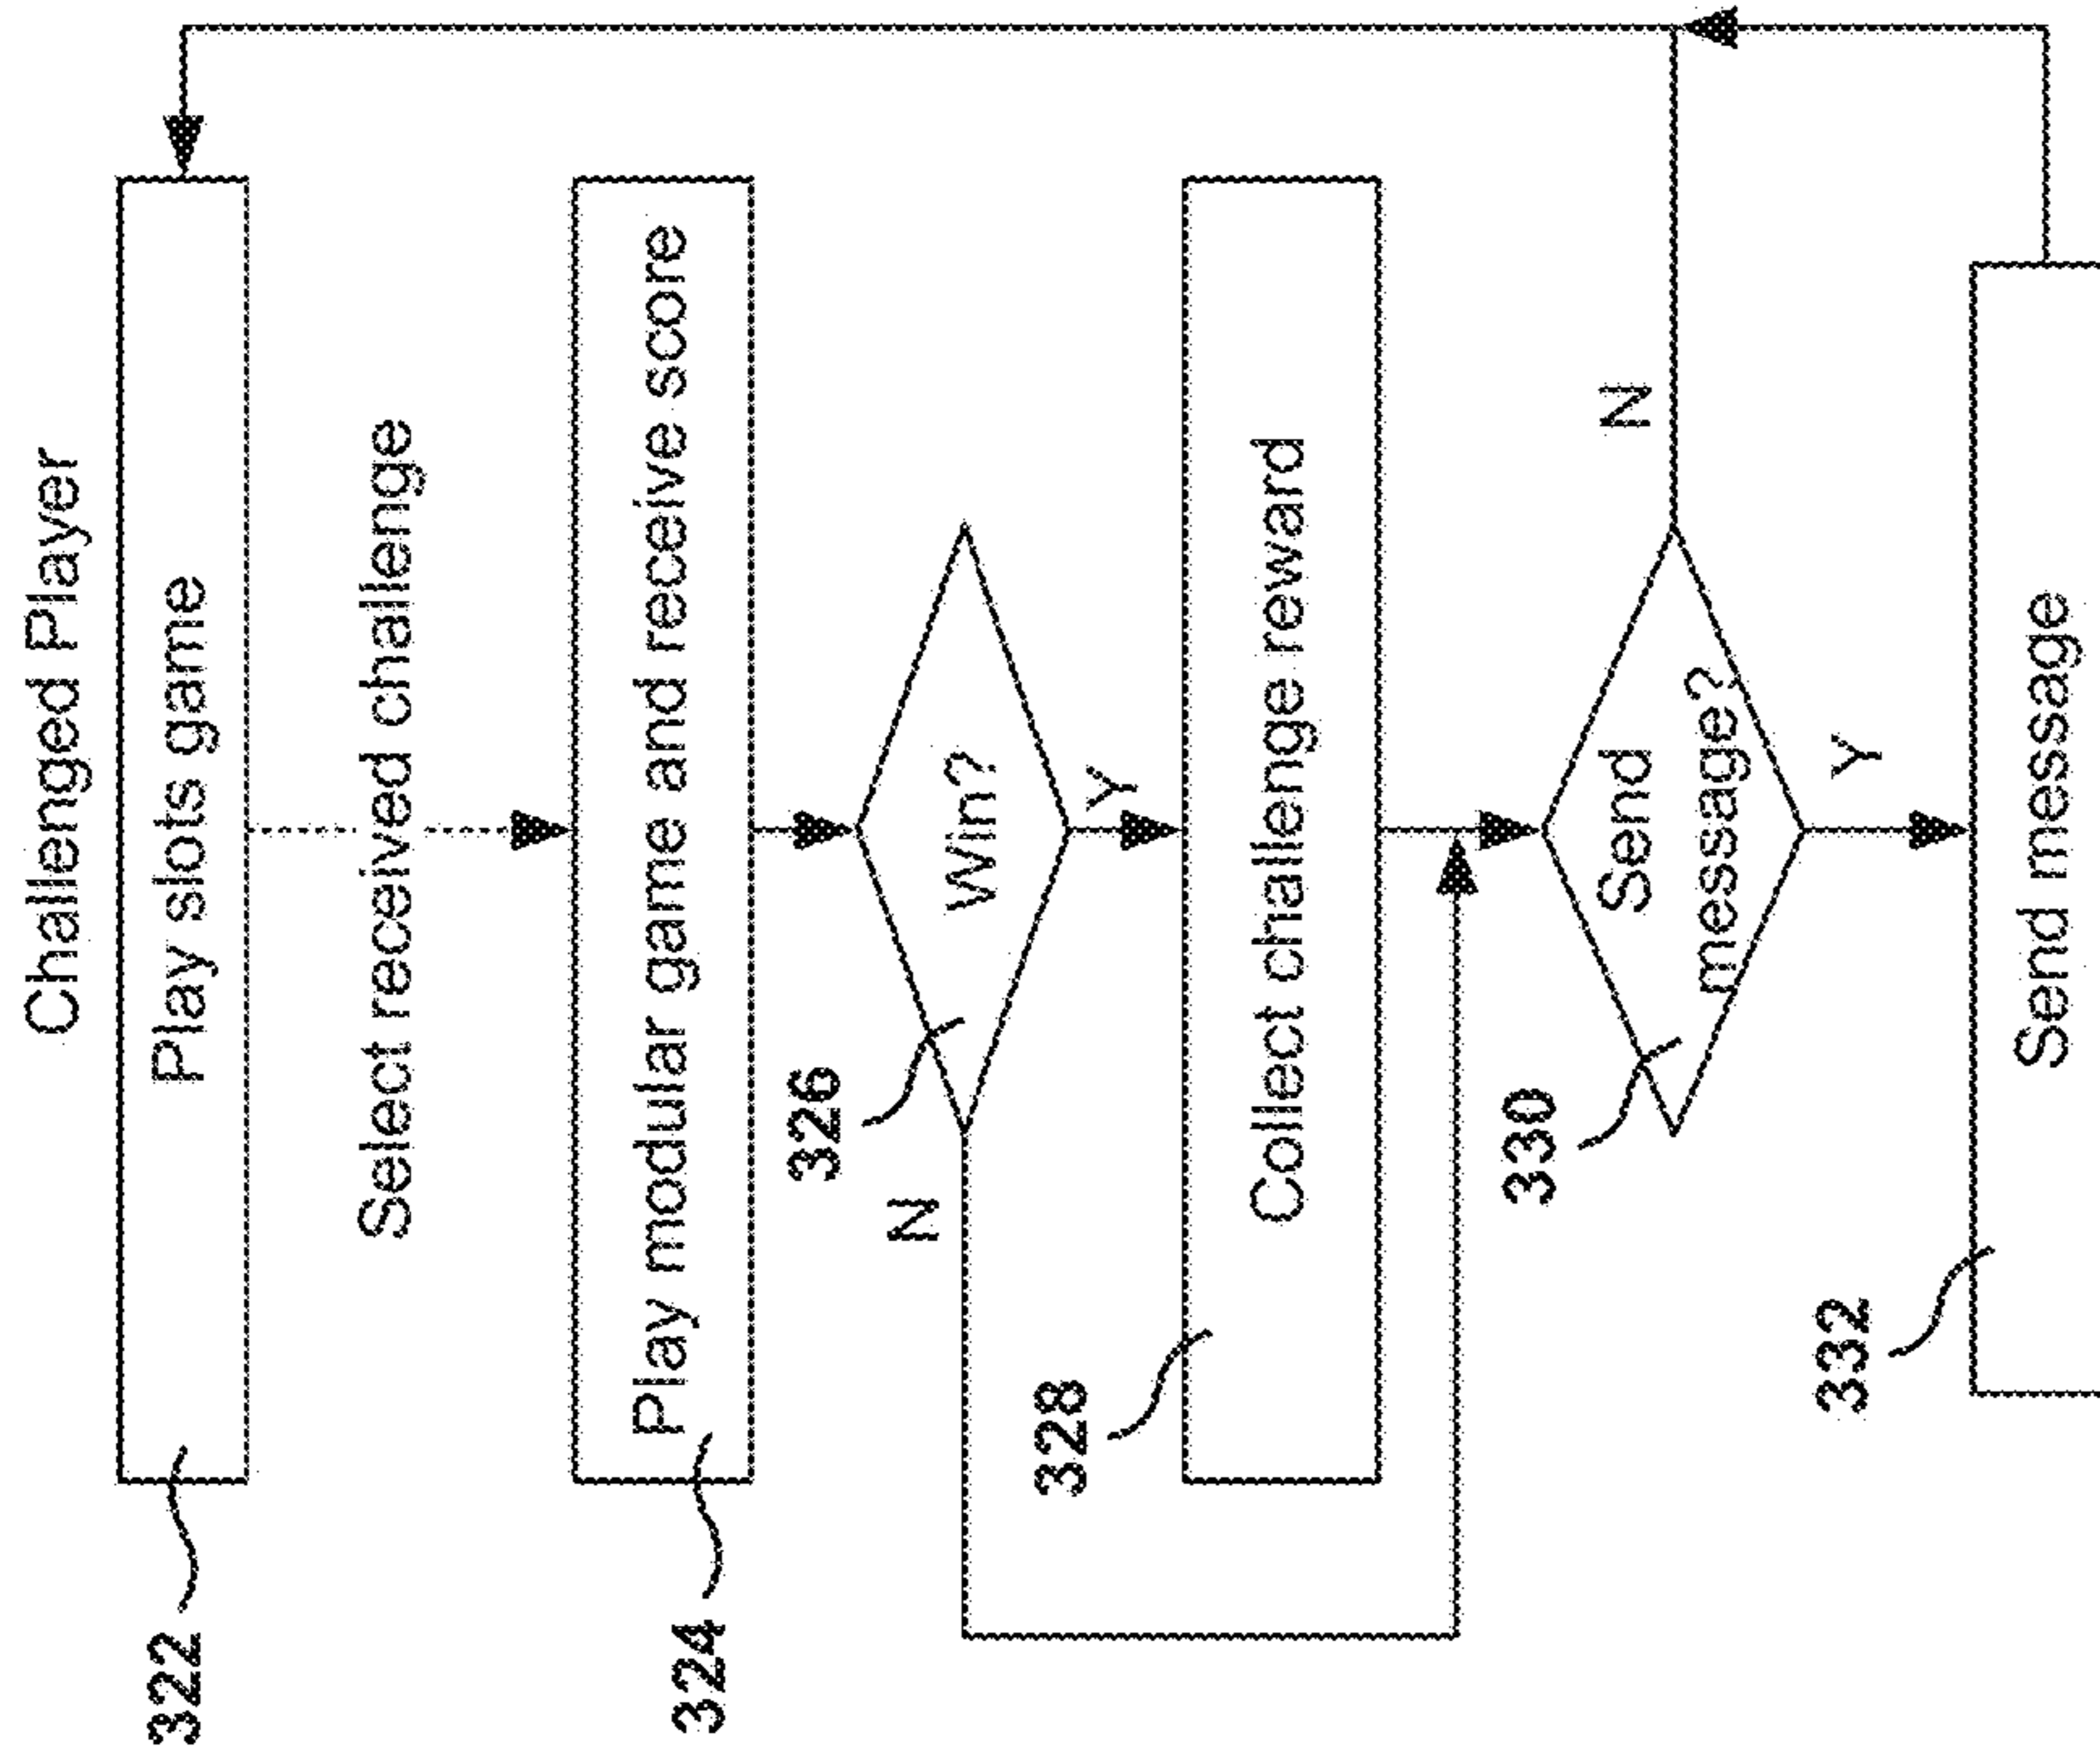 Challenged Player
322
Play slots game
Select received challenge
324
Play modular game and receive score
326
Win?
N
Y
328
Collect challenge reward
330
Send
message?
N
Y
332
Send message